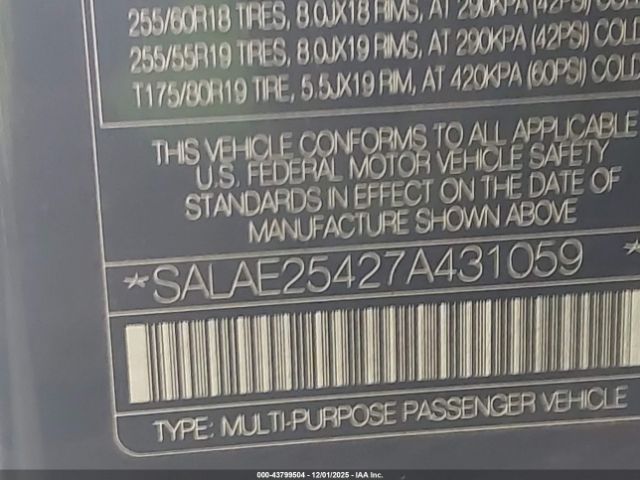 255/60R18 TIRES, 8.0JX18 RIMS, AT 290KPA (42PSI) COLD
255/55R19 TIRES, 8.0JX19 RIMS, AT 290KPA (42PSI) COLD
T175/80R19 TIRE, 5.5JX19 RIM, AT 420KPA (60PSI) COLD
THIS VEHICLE CONFORMS TO ALL APPLICABLE
U.S. FEDERAL MOTOR VEHICLE SAFETY
STANDARDS IN EFFECT ON THE DATE OF
MANUFACTURE SHOWN ABOVE
*SALAE25427A431059 *
TYPE: MULTI-PURPOSE PASSENGER VEHICLE
000-43799504 - 12/01/2025 - IAA Inc.